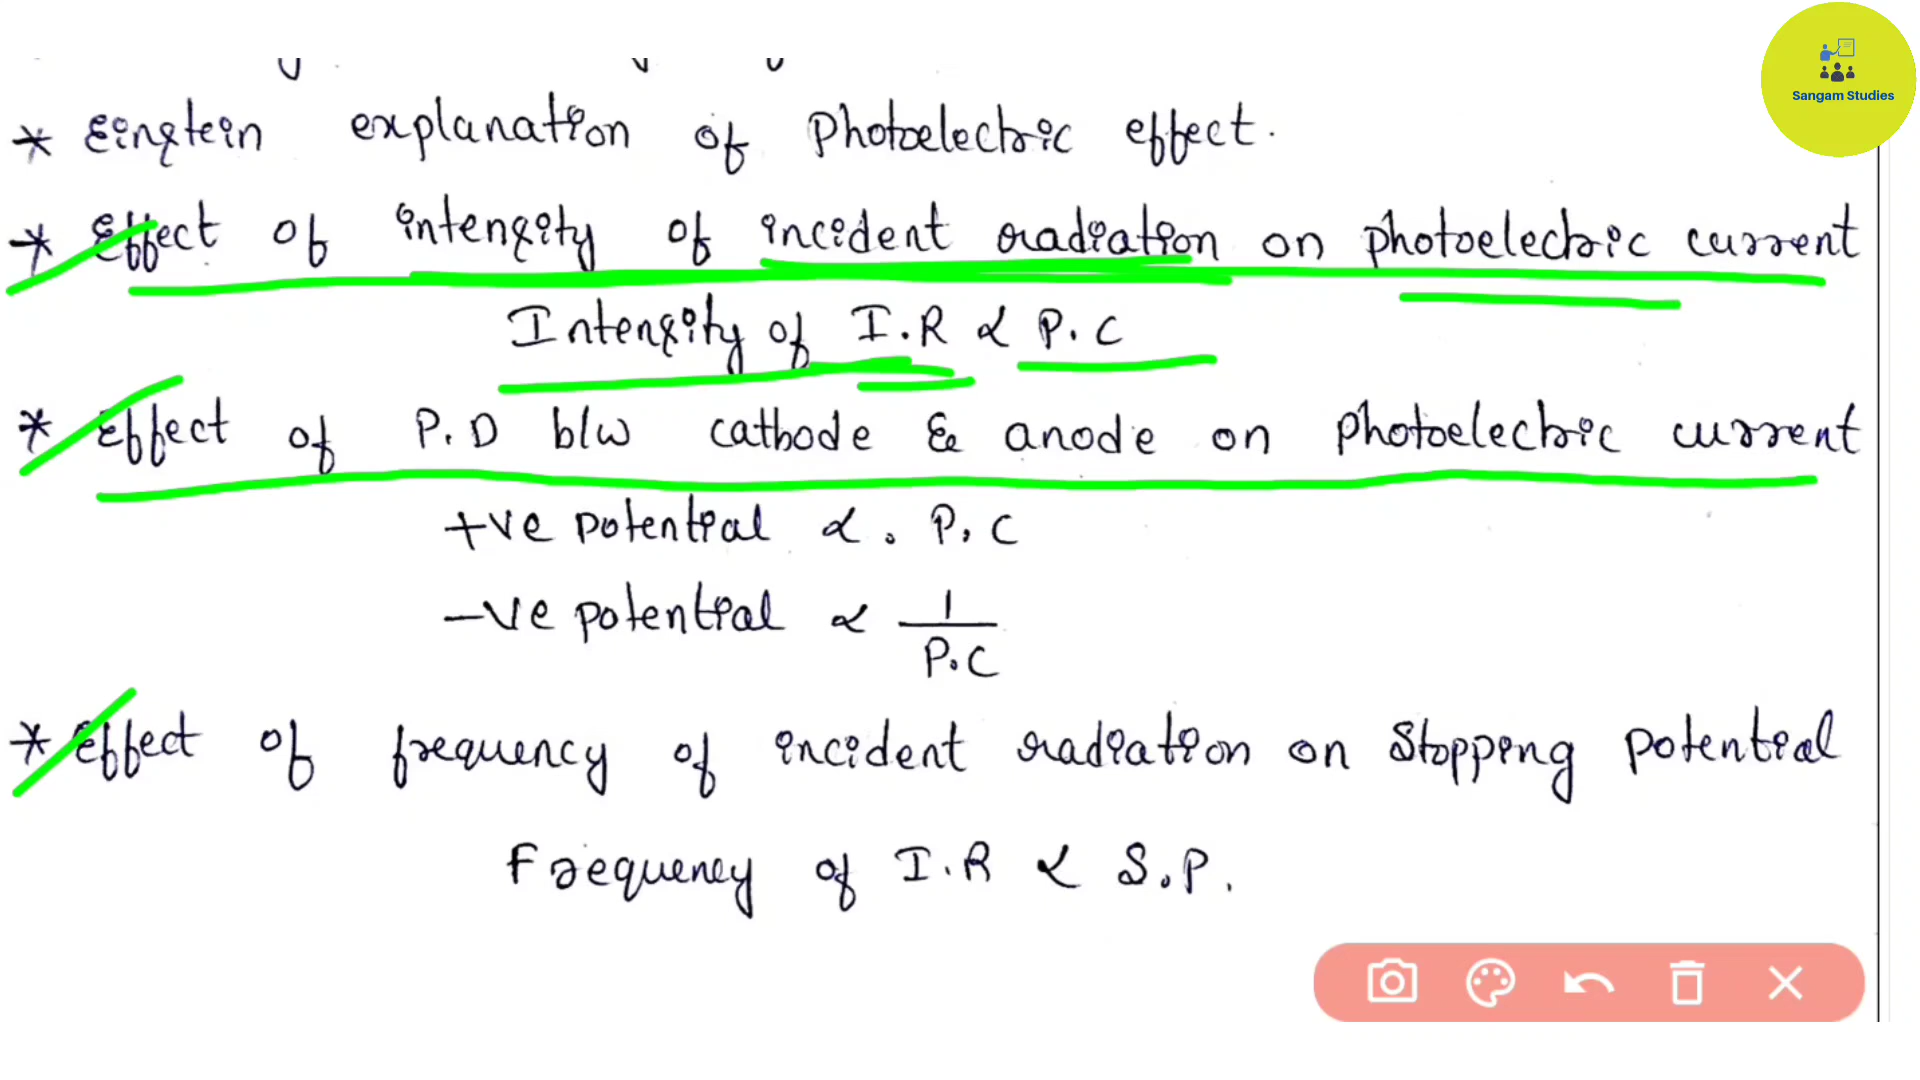 Sangam Studies
* Einstein explanation of Photoelectric effect.
* Effect of intensity of incident radiation on photoelectric current
Intensity of I.R ∝ P.C
* Effect of P.D b/w cathode & anode on photoelectric current
+ve potential ∝ . P.C
-ve potential ∝ 1
P.C
* Effect of frequency of incident radiation on Stopping potential
Frequency of I.R ∝ S.P.